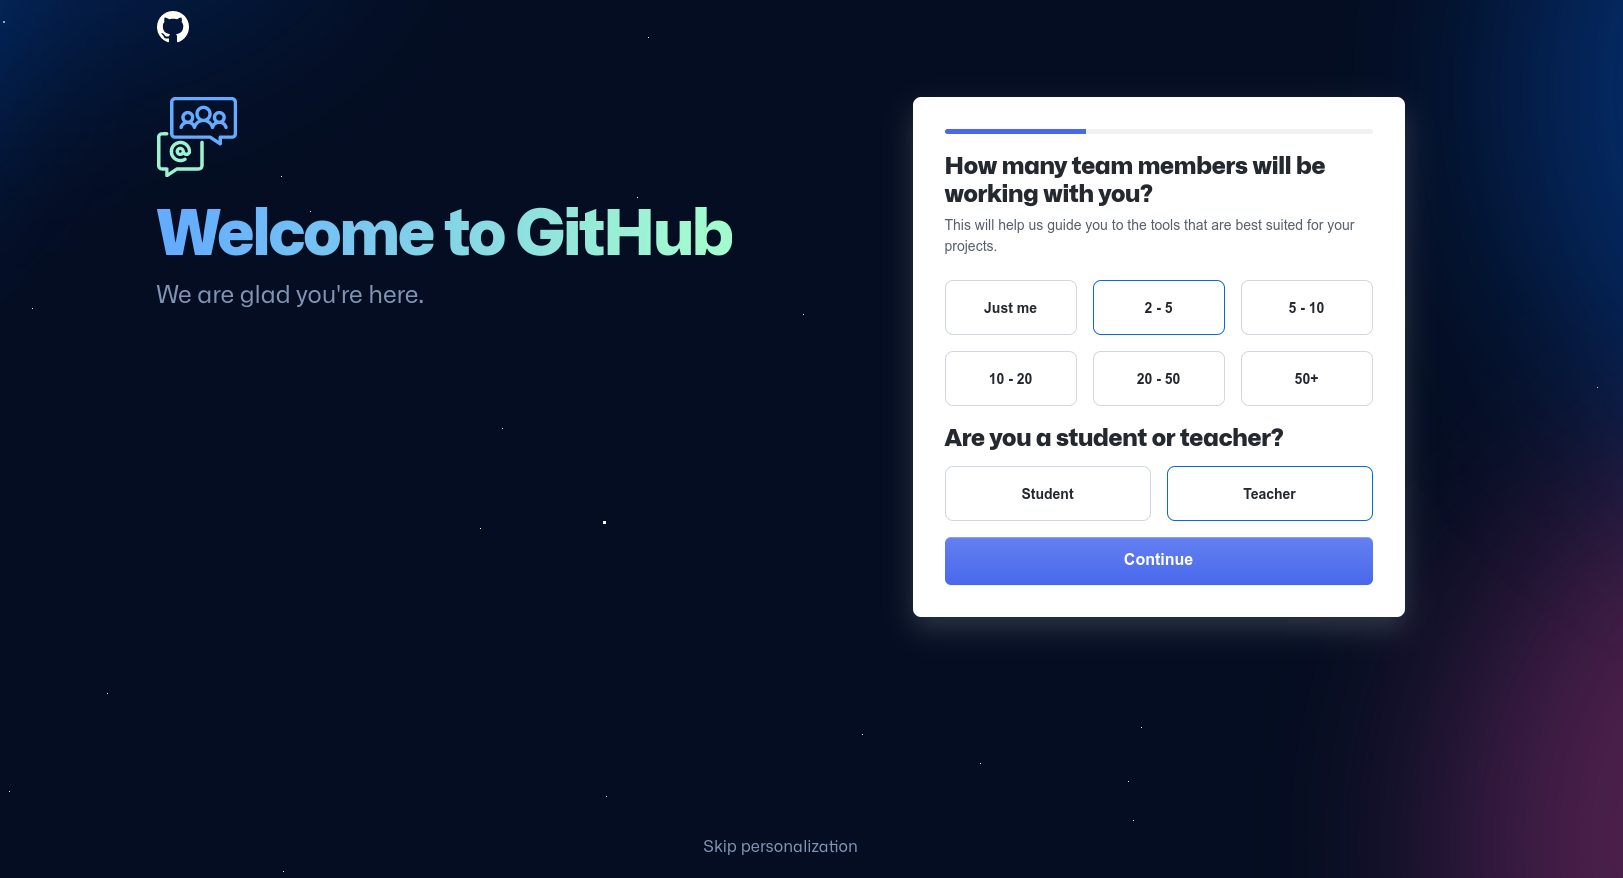 Welcome to GitHub
We are glad you're here.
How many team members will be
working with you?
This will help us guide you to the tools that are best suited for your
projects.
Just me
2 - 5
5 - 10
10 - 20
20 - 50
50+
Are you a student or teacher?
Student
Teacher
Continue
Skip personalization